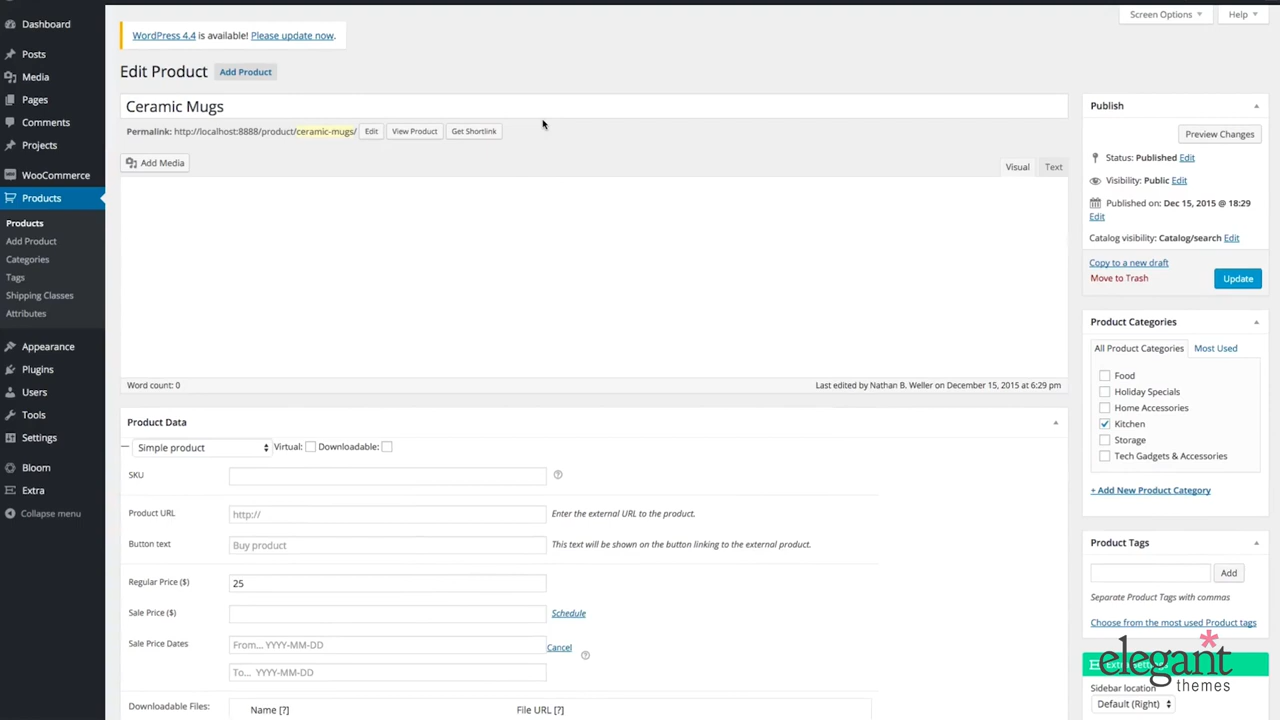 Dashboard
Posts
Media
Pages
Comments
Projects
WooCommerce
Products
Products
Add Product
Categories
Tags
Shipping Classes
Attributes
Appearance
Plugins
Users
Tools
Settings
Bloom
Extra
Collapse menu
Screen Options
Help
WordPress 4.4 is available! Please update now.
Edit Product Add Product
Ceramic Mugs
Permalink: http://localhost:8888/product/ceramic-mugs/ Edit View Product Get Shortlink
Add Media
Visual Text
Word count: 0
Last edited by Nathan B. Weller on December 15, 2015 at 6:29 pm
Product Data
Simple product Virtual: Downloadable:
SKU
Product URL http:// Enter the external URL to the product.
Button text Buy product This text will be shown on the button linking to the external product.
Regular Price ($) 25
Sale Price ($) Schedule
Sale Price Dates From... YYYY-MM-DD Cancel
To... YYYY-MM-DD
Downloadable Files: Name [?] File URL [?]
Publish
Preview Changes
Status: Published Edit
Visibility: Public Edit
Published on: Dec 15, 2015 @ 18:29
Edit
Catalog visibility: Catalog/search Edit
Copy to a new draft
Move to Trash
Update
Product Categories
All Product Categories Most Used
Food
Holiday Specials
Home Accessories
Kitchen
Storage
Tech Gadgets & Accessories
+ Add New Product Category
Product Tags
Add
Separate Product Tags with commas
Choose from the most used Product tags
elegant
themes
Sidebar location
Default (Right)